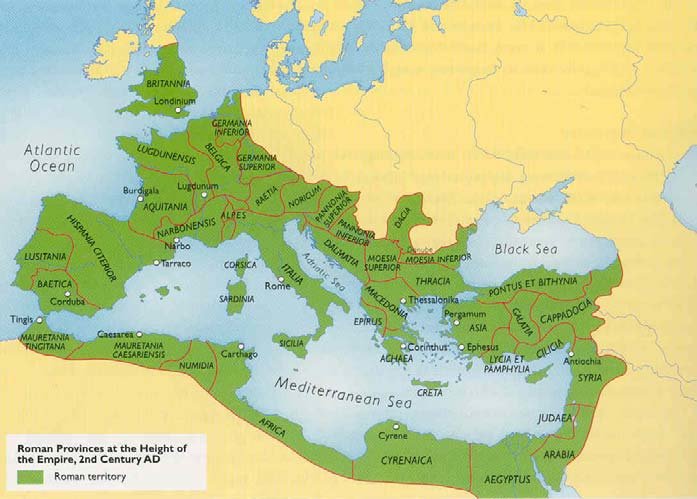 BRITANNIA
Londinium
Atlantic
Ocean
GERMANIA
INFERIOR
LUGDUNENSIS
BELGICA
GERMANIA
SUPERIOR
Burdigala
Lugdunum
RAETIA
NORICUM
AQUITANIA
ALPES
PANNONIA
SUPERIOR
PANNONIA
INFERIOR
DACIA
NARBONENSIS
Narbo
HISPANIA CITERIOR
Tarraco
LUSITANIA
BAETICA
Corduba
Tingis
CORSICA
ITALIA
Rome
SARDINIA
Adriatic Sea
DALMATIA
MOESIA
SUPERIOR
Danube
MOESIA INFERIOR
Black Sea
THRACIA
MACEDONIA
Thessalonika
EPIRUS
PONTUS ET BITHYNIA
Pergamum
ASIA
GALATIA
CAPPADOCIA
Ephesus
Corinthus
ACHAEA
LYCIA ET
PAMPHYLIA
CILICIA
Antiochia
SYRIA
SICILIA
MAURETANIA
TINGITANA
Caesarea
MAURETANIA
CAESARIENSIS
Carthago
NUMIDIA
Mediterranean Sea
CRETA
JUDAEA
AFRICA
Cyrene
CYRENAICA
AEGYPTUS
ARABIA
Roman Provinces at the Height of
the Empire, 2nd Century AD
Roman territory